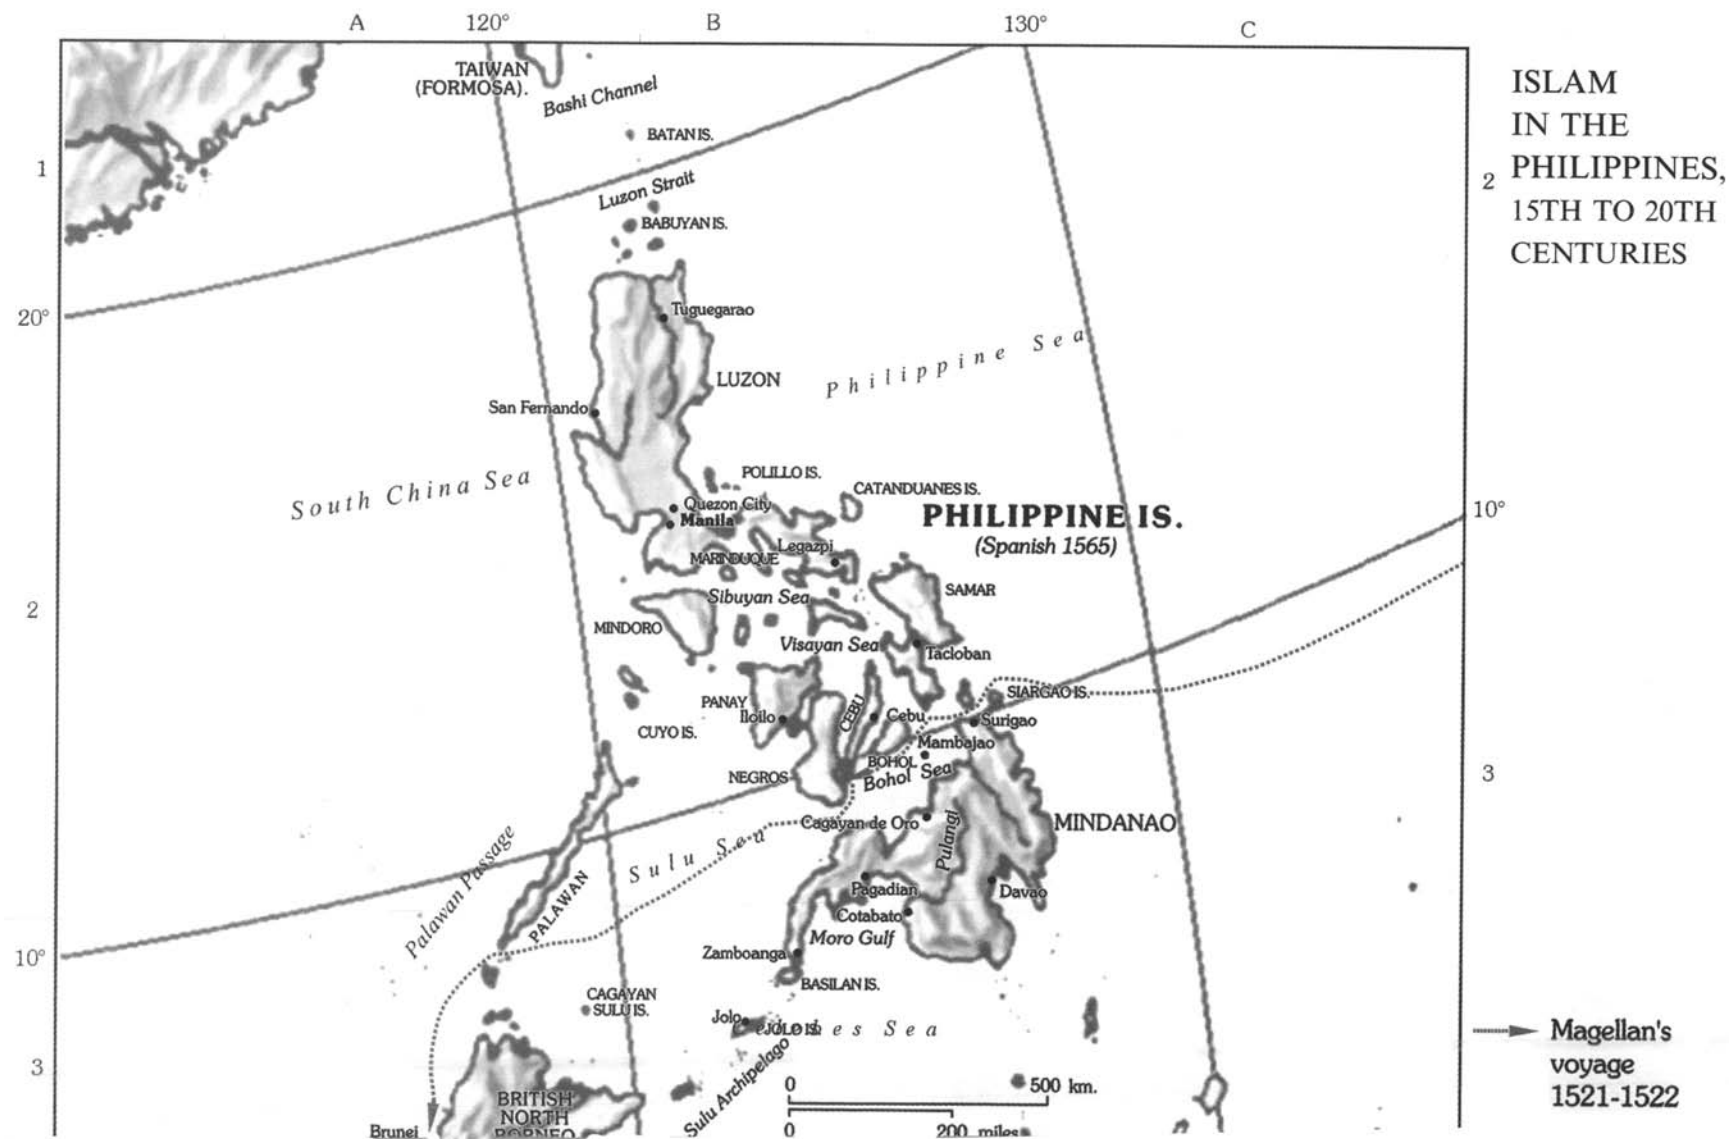 A
120°
B
130°
C
TAIWAN
(FORMOSA).
Bashi Channel
ISLAM
IN THE
PHILIPPINES,
15TH TO 20TH
CENTURIES
BATAN IS.
1
2
Luzon Strait
BABUYAN IS.
20°
Tuguegarao
Philippine Sea
LUZON
San Fernando
South China Sea
POLILLO IS.
CATANDUANES IS.
Quezon City
Manila
PHILIPPINE IS.
(Spanish 1565)
10°
Legazpi
MARINDUQUE
SAMAR
Sibuyan Sea
2
MINDORO
Visayan Sea
Tacloban
SIARGAO IS.
PANAY
Iloilo
CEBU
Cebu
Surigao
CUYO IS.
Mambajao
BOHOL
Bohol Sea
NEGROS
3
Cagayan de Oro
Pulangi
MINDANAO
Sulu Sea
Palawan Passage
PALAWAN
Pagadian
Davao
Cotabato
Moro Gulf
Zamboanga
10°
BASILAN IS.
CAGAYAN
SULU IS.
Jolo
JOLO IS.
Sea
Sulu Archipelago
Magellan's
voyage
1521-1522
3
0
500 km.
BRITISH
NORTH
BORNEO
Brunei
0
200 miles